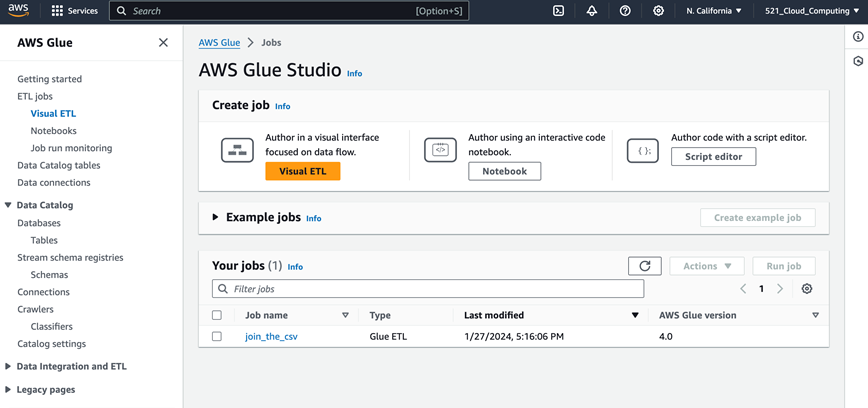 aws Services Search [Option+S] N. California ▼ 521_Cloud_Computing ▼
AWS Glue
Getting started
ETL jobs
Visual ETL
Notebooks
Job run monitoring
Data Catalog tables
Data connections
Data Catalog
Databases
Tables
Stream schema registries
Schemas
Connections
Crawlers
Classifiers
Catalog settings
Data Integration and ETL
Legacy pages
AWS Glue > Jobs
AWS Glue Studio Info
Create job Info
Author in a visual interface
focused on data flow.
Visual ETL
Author using an interactive code
notebook.
Notebook
Author code with a script editor.
Script editor
Example jobs Info Create example job
Your jobs (1) Info Actions ▼ Run job
Filter jobs < 1 >
Job name Type Last modified AWS Glue version
join_the_csv Glue ETL 1/27/2024, 5:16:06 PM 4.0